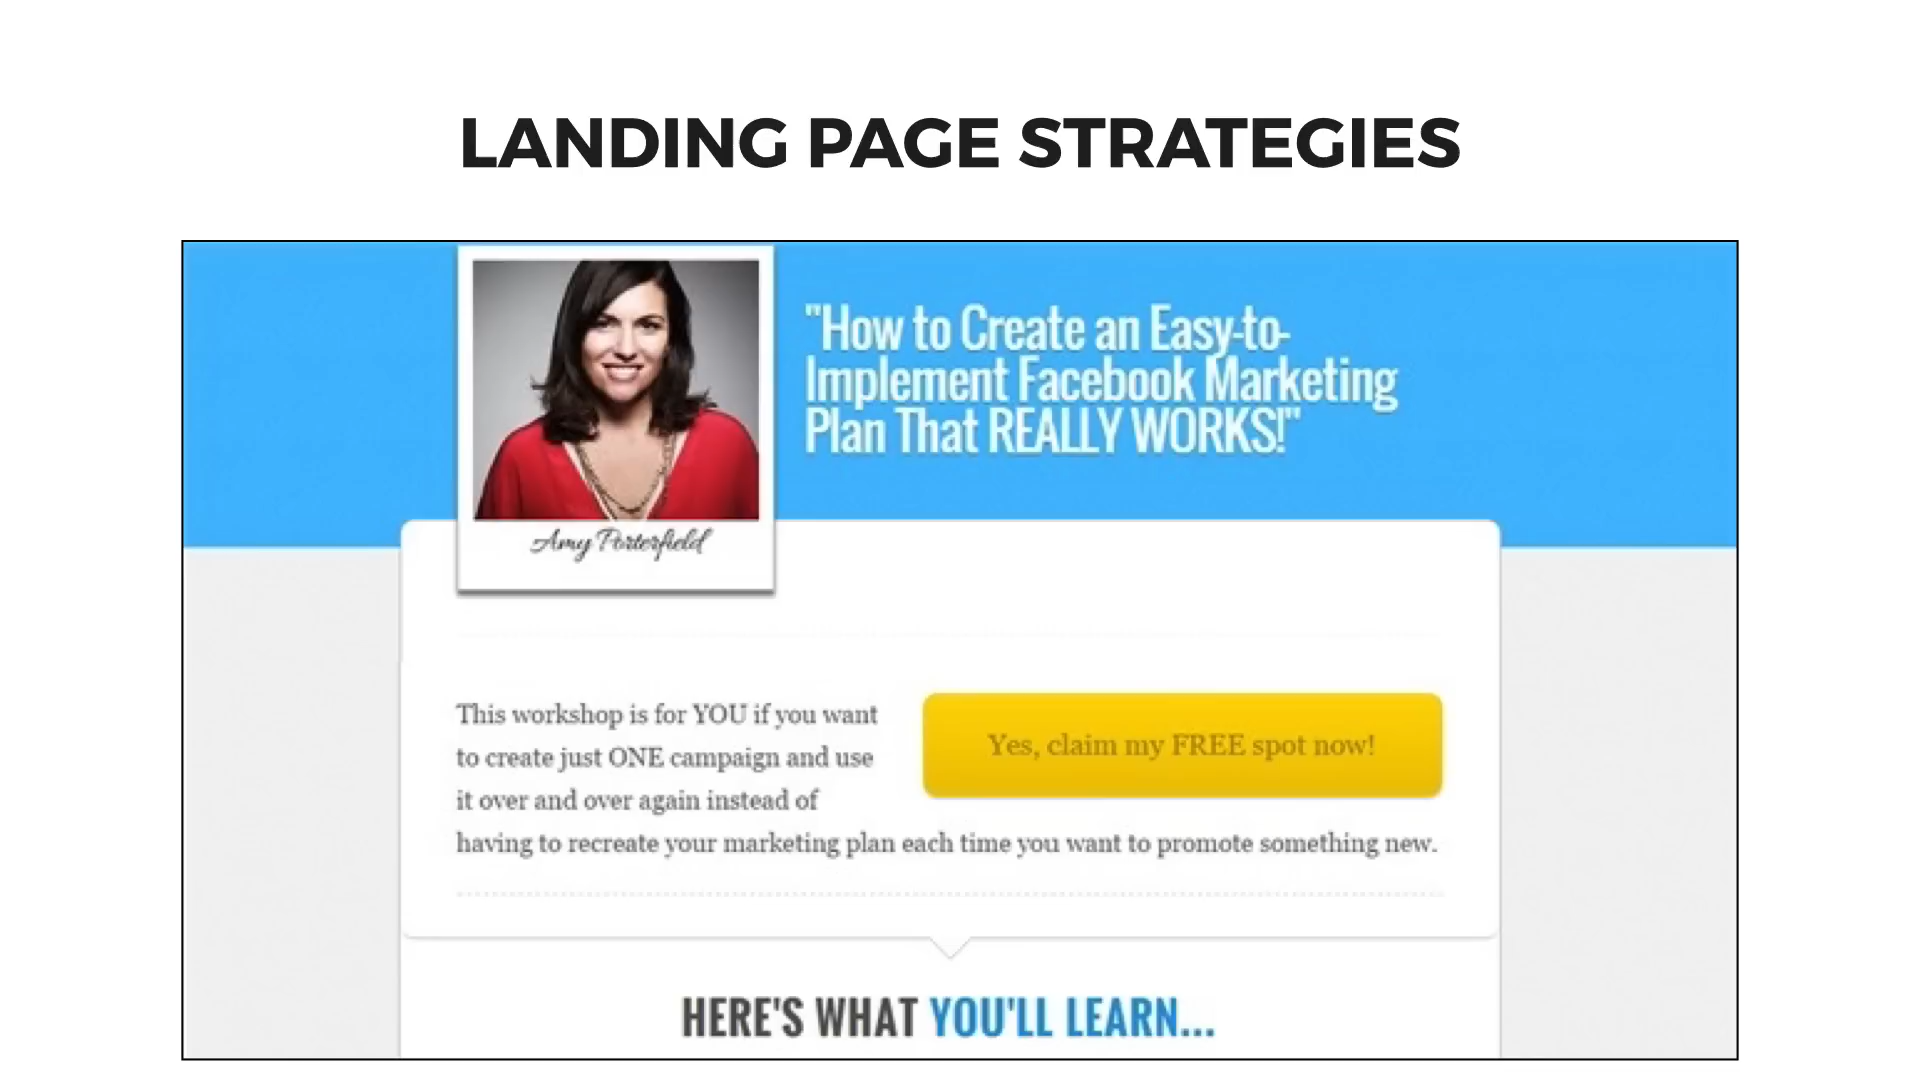 LANDING PAGE STRATEGIES
"How to Create an Easy-to-
Implement Facebook Marketing
Plan That REALLY WORKS!"
Amy Porterfield
This workshop is for YOU if you want
to create just ONE campaign and use
it over and over again instead of
having to recreate your marketing plan each time you want to promote something new.
Yes, claim my FREE spot now!
HERE'S WHAT YOU'LL LEARN...